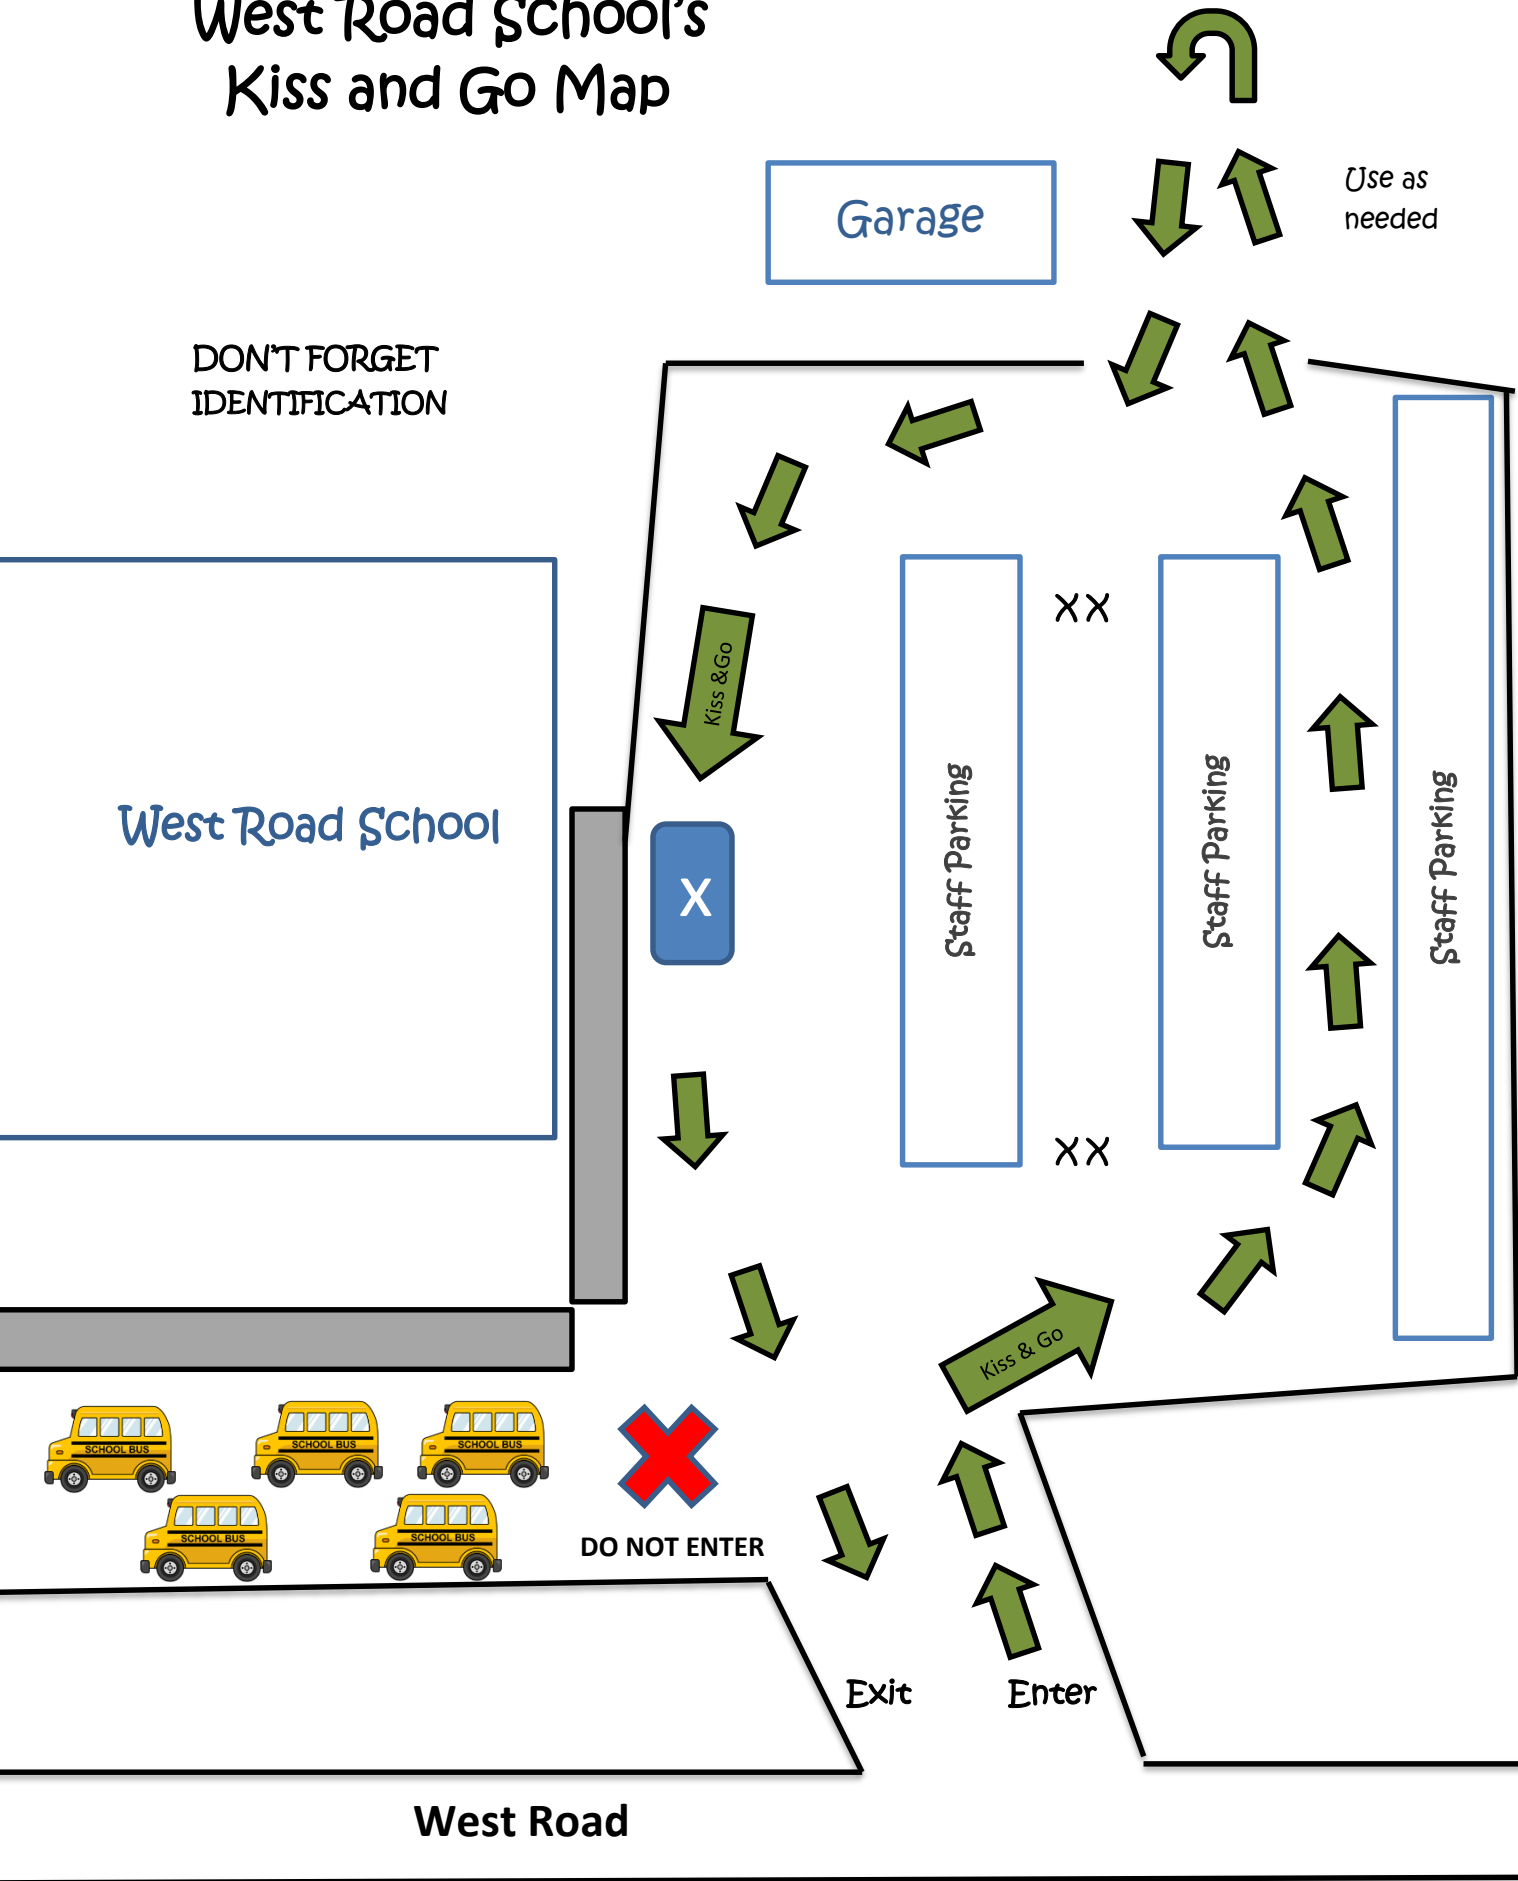 West Road School's
Kiss and Go Map
Garage
Use as
needed
DON'T FORGET
IDENTIFICATION
XX
Kiss &Go
West Road School
X
Staff Parking
Staff Parking
Staff Parking
XX
Kiss & Go
SCHOOL BUS
SCHOOL BUS
SCHOOL BUS
SCHOOL BUS
SCHOOL BUS
DO NOT ENTER
Exit
Enter
West Road